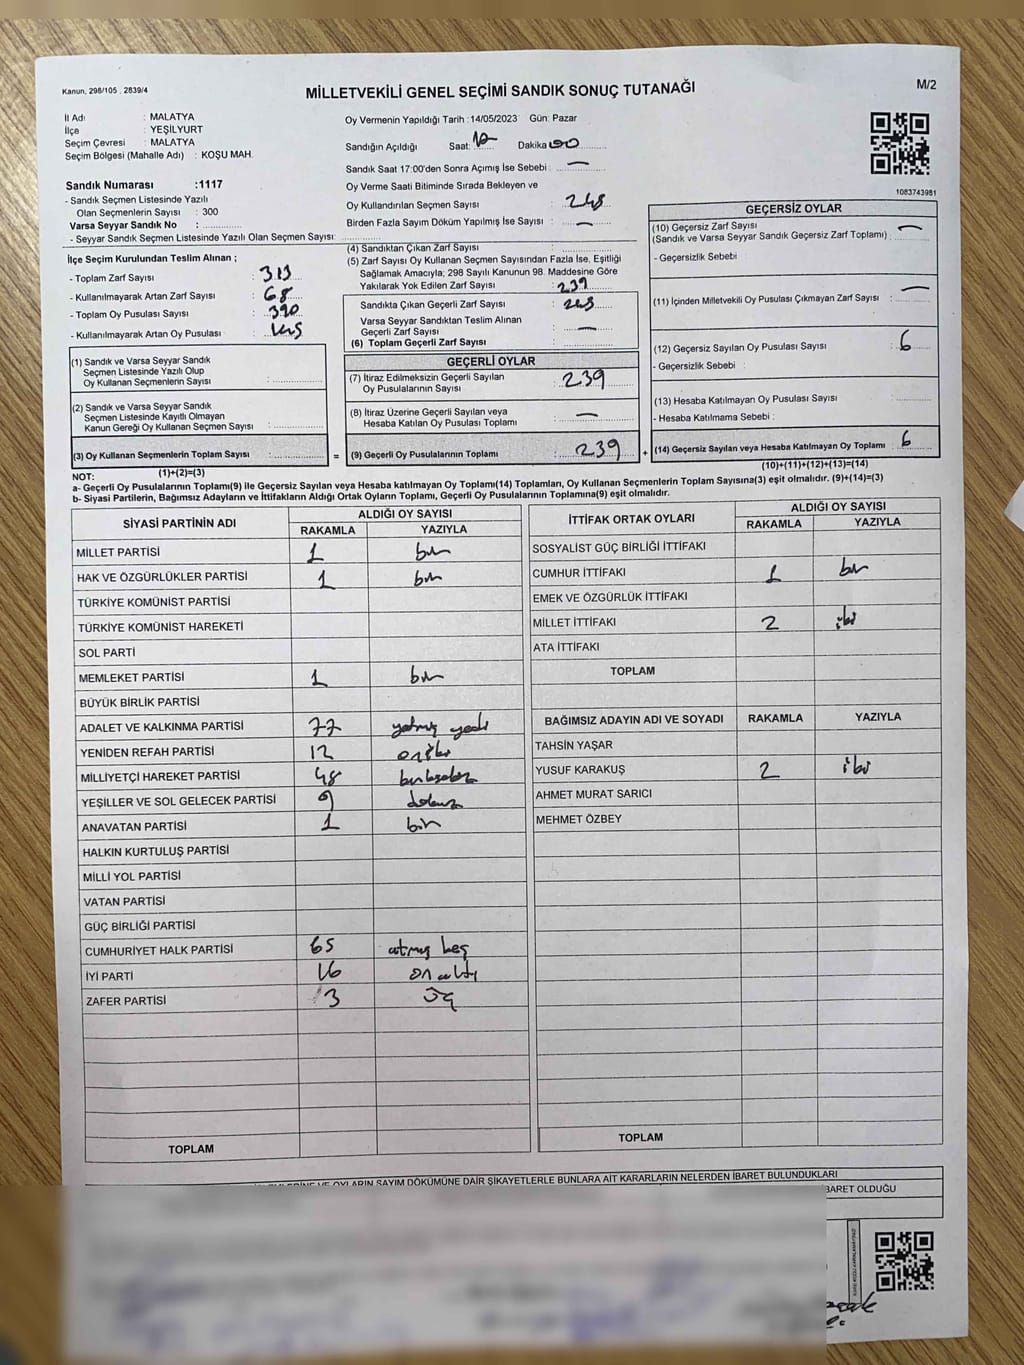 Kanun, 298/105 , 2839/4
MİLLETVEKİLİ GENEL SEÇİMİ SANDIK SONUÇ TUTANAĞI
M/2
İl Adı : MALATYA
İlçe : YEŞİLYURT
Seçim Çevresi : MALATYA
Seçim Bölgesi (Mahalle Adı) : KOŞU MAH.
Sandık Numarası :1117
- Sandık Seçmen Listesinde Yazılı
Olan Seçmenlerin Sayısı : 300
Varsa Seyyar Sandık No :
- Seyyar Sandık Seçmen Listesinde Yazılı Olan Seçmen Sayısı:
İlçe Seçim Kurulundan Teslim Alınan ;
- Toplam Zarf Sayısı : 313
- Kullanılmayarak Artan Zarf Sayısı : 68
- Toplam Oy Pusulası Sayısı : 390
- Kullanılmayarak Artan Oy Pusulası : 145
(1) Sandık ve Varsa Seyyar Sandık
Seçmen Listesinde Yazılı Olup
Oy Kullanan Seçmenlerin Sayısı :
(2) Sandık ve Varsa Seyyar Sandık
Seçmen Listesinde Kayıtlı Olmayan
Kanun Gereği Oy Kullanan Seçmen Sayısı :
(3) Oy Kullanan Seçmenlerin Toplam Sayısı :
(1)+(2)=(3)
Oy Vermenin Yapıldığı Tarih :14/05/2023 Gün: Pazar
Sandığın Açıldığı Saat: Dakika 00
Sandık Saat 17:00'den Sonra Açımış İse Sebebi : —
Oy Verme Saati Bitiminde Sırada Bekleyen ve
Oy Kullandırılan Seçmen Sayısı : 245
Birden Fazla Sayım Döküm Yapılmış İse Sayısı : —
(4) Sandıktan Çıkan Zarf Sayısı :
(5) Zarf Sayısı Oy Kullanan Seçmen Sayısından Fazla İse, Eşitliği
Sağlamak Amacıyla; 298 Sayılı Kanunun 98. Maddesine Göre
Yakılarak Yok Edilen Zarf Sayısı : 239
Sandıkta Çıkan Geçerli Zarf Sayısı : 245
Varsa Seyyar Sandıktan Teslim Alınan
Geçerli Zarf Sayısı : —
(6) Toplam Geçerli Zarf Sayısı :
GEÇERLİ OYLAR
(7) İtiraz Edilmeksizin Geçerli Sayılan
Oy Pusulalarının Sayısı : 239
(8) İtiraz Üzerine Geçerli Sayılan veya
Hesaba Katılan Oy Pusulası Toplamı : —
= (9) Geçerli Oy Pusulalarının Toplamı : 239 +
1083743981
GEÇERSİZ OYLAR
(10) Geçersiz Zarf Sayısı : —
(Sandık ve Varsa Seyyar Sandık Geçersiz Zarf Toplamı)
- Geçersizlik Sebebi :
(11) İçinden Milletvekili Oy Pusulası Çıkmayan Zarf Sayısı : —
(12) Geçersiz Sayılan Oy Pusulası Sayısı : 6
- Geçersizlik Sebebi :
(13) Hesaba Katılmayan Oy Pusulası Sayısı :
- Hesaba Katılmama Sebebi :
(14) Geçersiz Sayılan veya Hesaba Katılmayan Oy Toplamı : 6
(10)+(11)+(12)+(13)=(14)
NOT:
a- Geçerli Oy Pusulalarının Toplamı(9) ile Geçersiz Sayılan veya Hesaba katılmayan Oy Toplamı(14) Toplamları, Oy Kullanan Seçmenlerin Toplam Sayısına(3) eşit olmalıdır. (9)+(14)=(3)
b- Siyasi Partilerin, Bağımsız Adayların ve İttifakların Aldığı Ortak Oyların Toplamı, Geçerli Oy Pusulalarının Toplamına(9) eşit olmalıdır.
SİYASİ PARTİNİN ADI ALDIĞI OY SAYISI
RAKAMLA YAZIYLA
MİLLET PARTİSİ 1 bir
HAK VE ÖZGÜRLÜKLER PARTİSİ 1 bir
TÜRKİYE KOMÜNİST PARTİSİ
TÜRKİYE KOMÜNİST HAREKETİ
SOL PARTİ
MEMLEKET PARTİSİ 1 bir
BÜYÜK BİRLİK PARTİSİ
ADALET VE KALKINMA PARTİSİ 77 yetmiş yedi
YENİDEN REFAH PARTİSİ 12 oniki
MİLLİYETÇİ HAREKET PARTİSİ 48
YEŞİLLER VE SOL GELECEK PARTİSİ 9 dokuz
ANAVATAN PARTİSİ 1 bir
HALKIN KURTULUŞ PARTİSİ
MİLLİ YOL PARTİSİ
VATAN PARTİSİ
GÜÇ BİRLİĞİ PARTİSİ
CUMHURİYET HALK PARTİSİ 65 atmış beş
İYİ PARTİ 16 on altı
ZAFER PARTİSİ 3 üç
TOPLAM
İTTİFAK ORTAK OYLARI ALDIĞI OY SAYISI
RAKAMLA YAZIYLA
SOSYALİST GÜÇ BİRLİĞİ İTTİFAKI
CUMHUR İTTİFAKI 1 bir
EMEK VE ÖZGÜRLÜK İTTİFAKI
MİLLET İTTİFAKI 2 iki
ATA İTTİFAKI
TOPLAM
BAĞIMSIZ ADAYIN ADI VE SOYADI RAKAMLA YAZIYLA
TAHSİN YAŞAR
YUSUF KARAKUŞ 2 iki
AHMET MURAT SARICI
MEHMET ÖZBEY
TOPLAM
VE OYLARIN SAYIM DÖKÜMÜNE DAİR ŞİKAYETLERLE BUNLARA AİT KARARLARIN NELERDEN İBARET BULUNDUKLARI
İBARET OLDUĞU